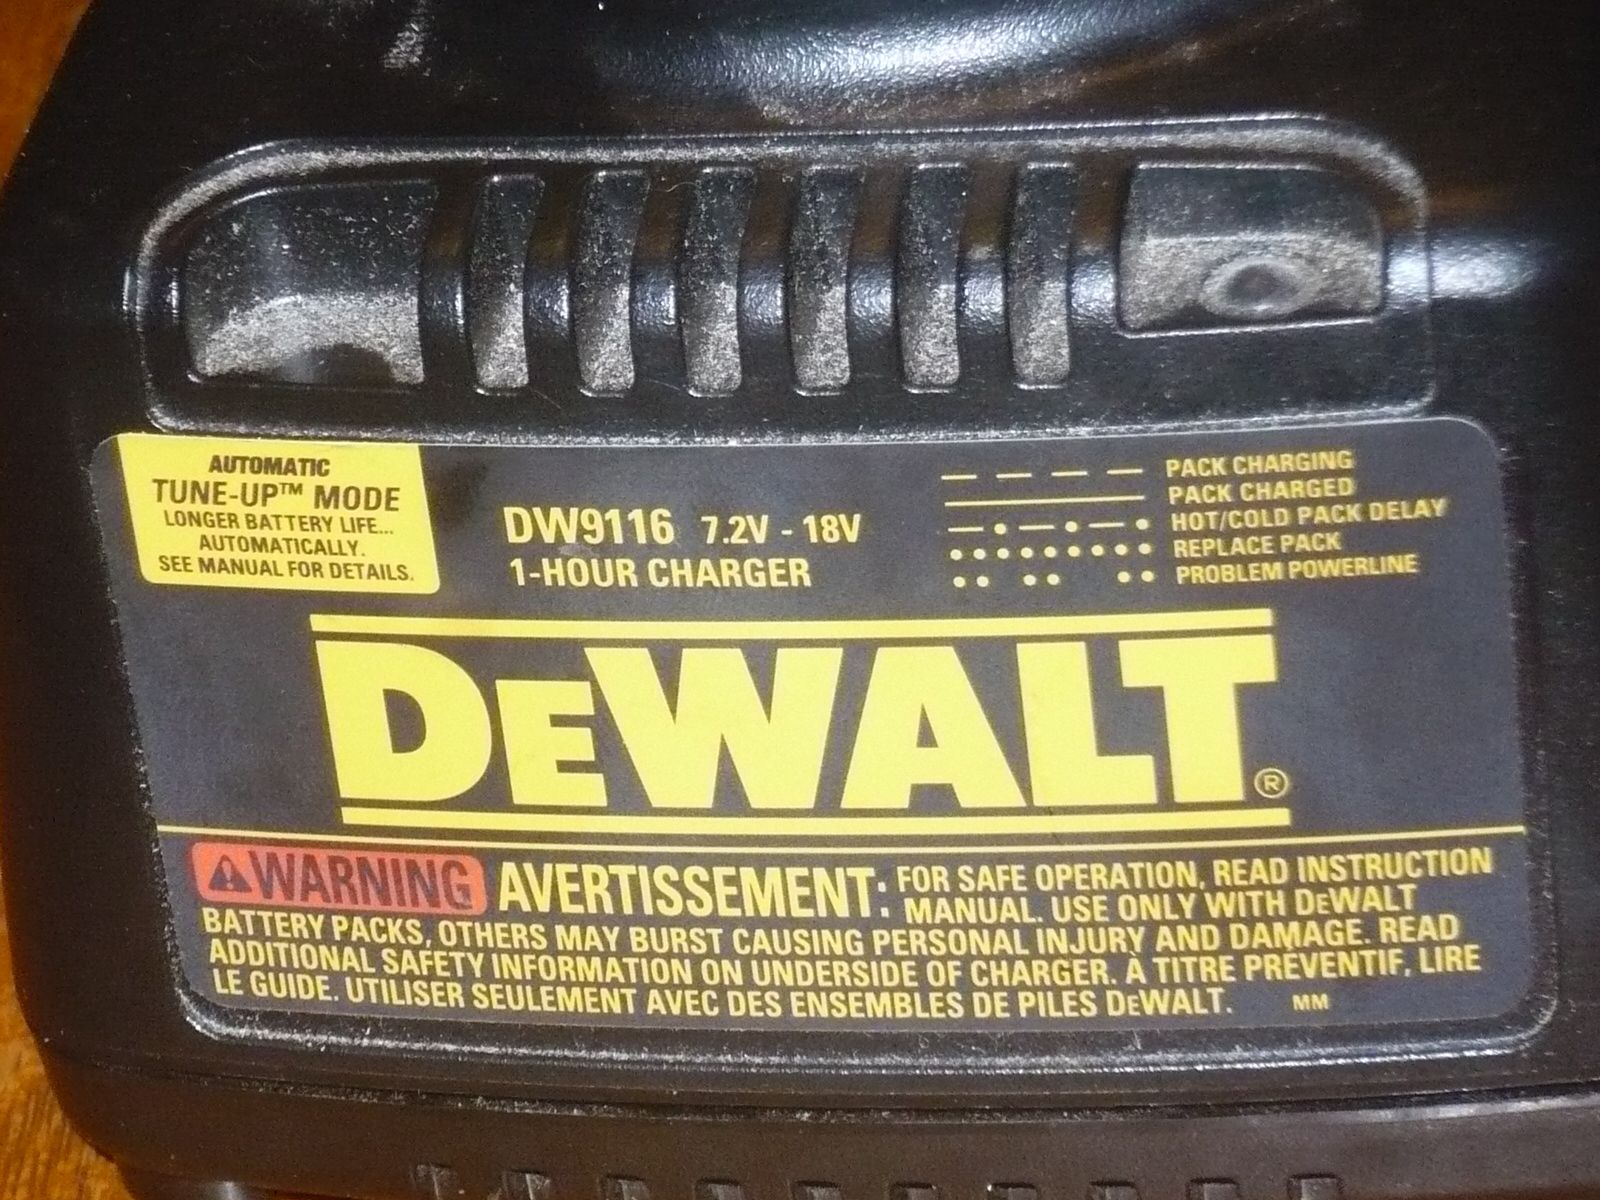 AUTOMATIC
TUNE-UP™ MODE
LONGER BATTERY LIFE...
AUTOMATICALLY.
SEE MANUAL FOR DETAILS.
DW9116 7.2V - 18V
1-HOUR CHARGER
PACK CHARGING
PACK CHARGED
HOT/COLD PACK DELAY
REPLACE PACK
PROBLEM POWERLINE
DEWALT®
WARNING AVERTISSEMENT: FOR SAFE OPERATION, READ INSTRUCTION
MANUAL. USE ONLY WITH DEWALT
BATTERY PACKS, OTHERS MAY BURST CAUSING PERSONAL INJURY AND DAMAGE. READ
ADDITIONAL SAFETY INFORMATION ON UNDERSIDE OF CHARGER. À TITRE PRÉVENTIF, LIRE
LE GUIDE. UTILISER SEULEMENT AVEC DES ENSEMBLES DE PILES DEWALT. MM